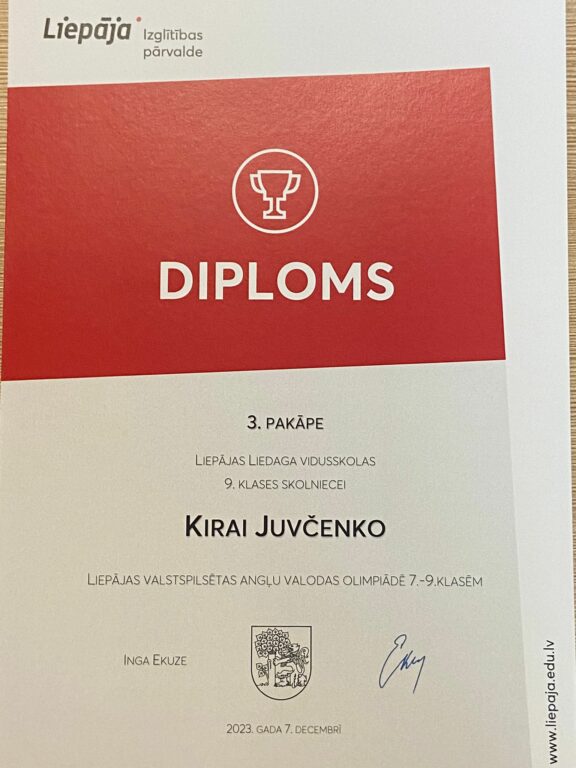 Liepāja Izglītības
pārvalde
DIPLOMS
3. PAKĀPE
LIEPĀJAS LIEDAGA VIDUSSKOLAS
9. KLASES SKOLNIECEI
KIRAI JUVČENKO
LIEPĀJAS VALSTSPILSĒTAS ANGĻU VALODAS OLIMPIĀDĒ 7.-9.KLASĒM
INGA EKUZE
2023. GADA 7. DECEMBRĪ
www.liepaja.edu.lv